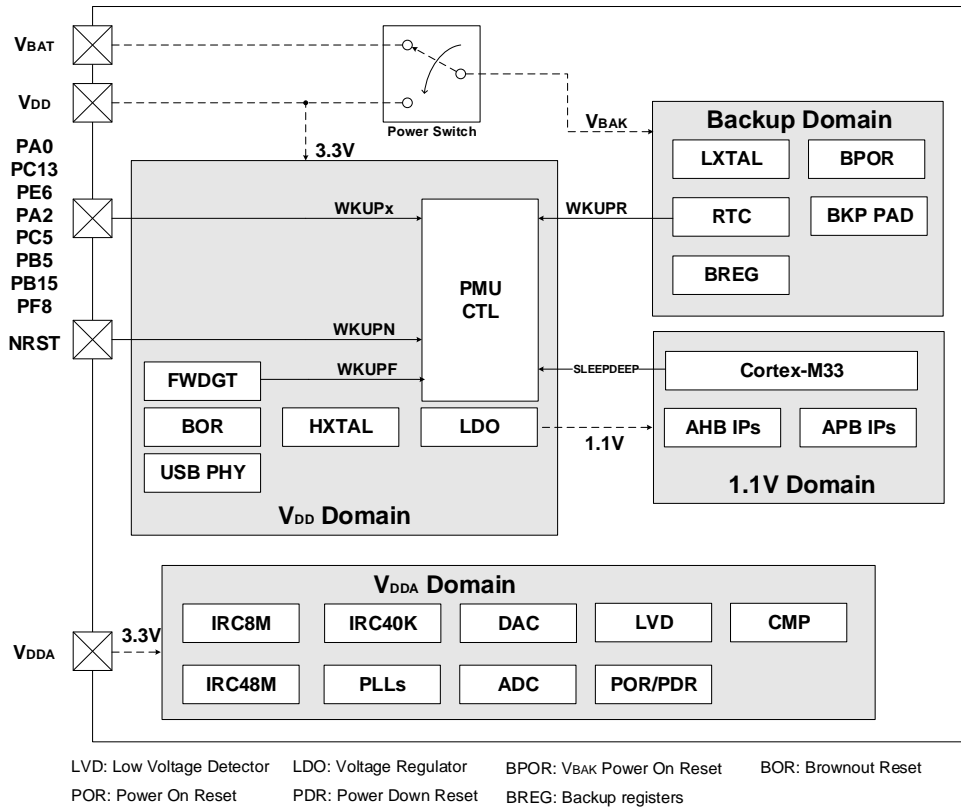 VBAT
VDD
Power Switch
3.3V
VBAK
Backup Domain
LXTAL
BPOR
RTC
BKP PAD
BREG
PA0
PC13
PE6
PA2
PC5
PB5
PB15
PF8
NRST
WKUPx
WKUPR
PMU
CTL
WKUPN
WKUPF
FWDGT
BOR
HXTAL
LDO
USB PHY
VDD Domain
SLEEPDEEP
Cortex-M33
1.1V
AHB IPs
APB IPs
1.1V Domain
VDDA
3.3V
VDDA Domain
IRC8M
IRC40K
DAC
LVD
CMP
IRC48M
PLLs
ADC
POR/PDR
LVD: Low Voltage Detector
LDO: Voltage Regulator
BPOR: VBAK Power On Reset
BOR: Brownout Reset
POR: Power On Reset
PDR: Power Down Reset
BREG: Backup registers